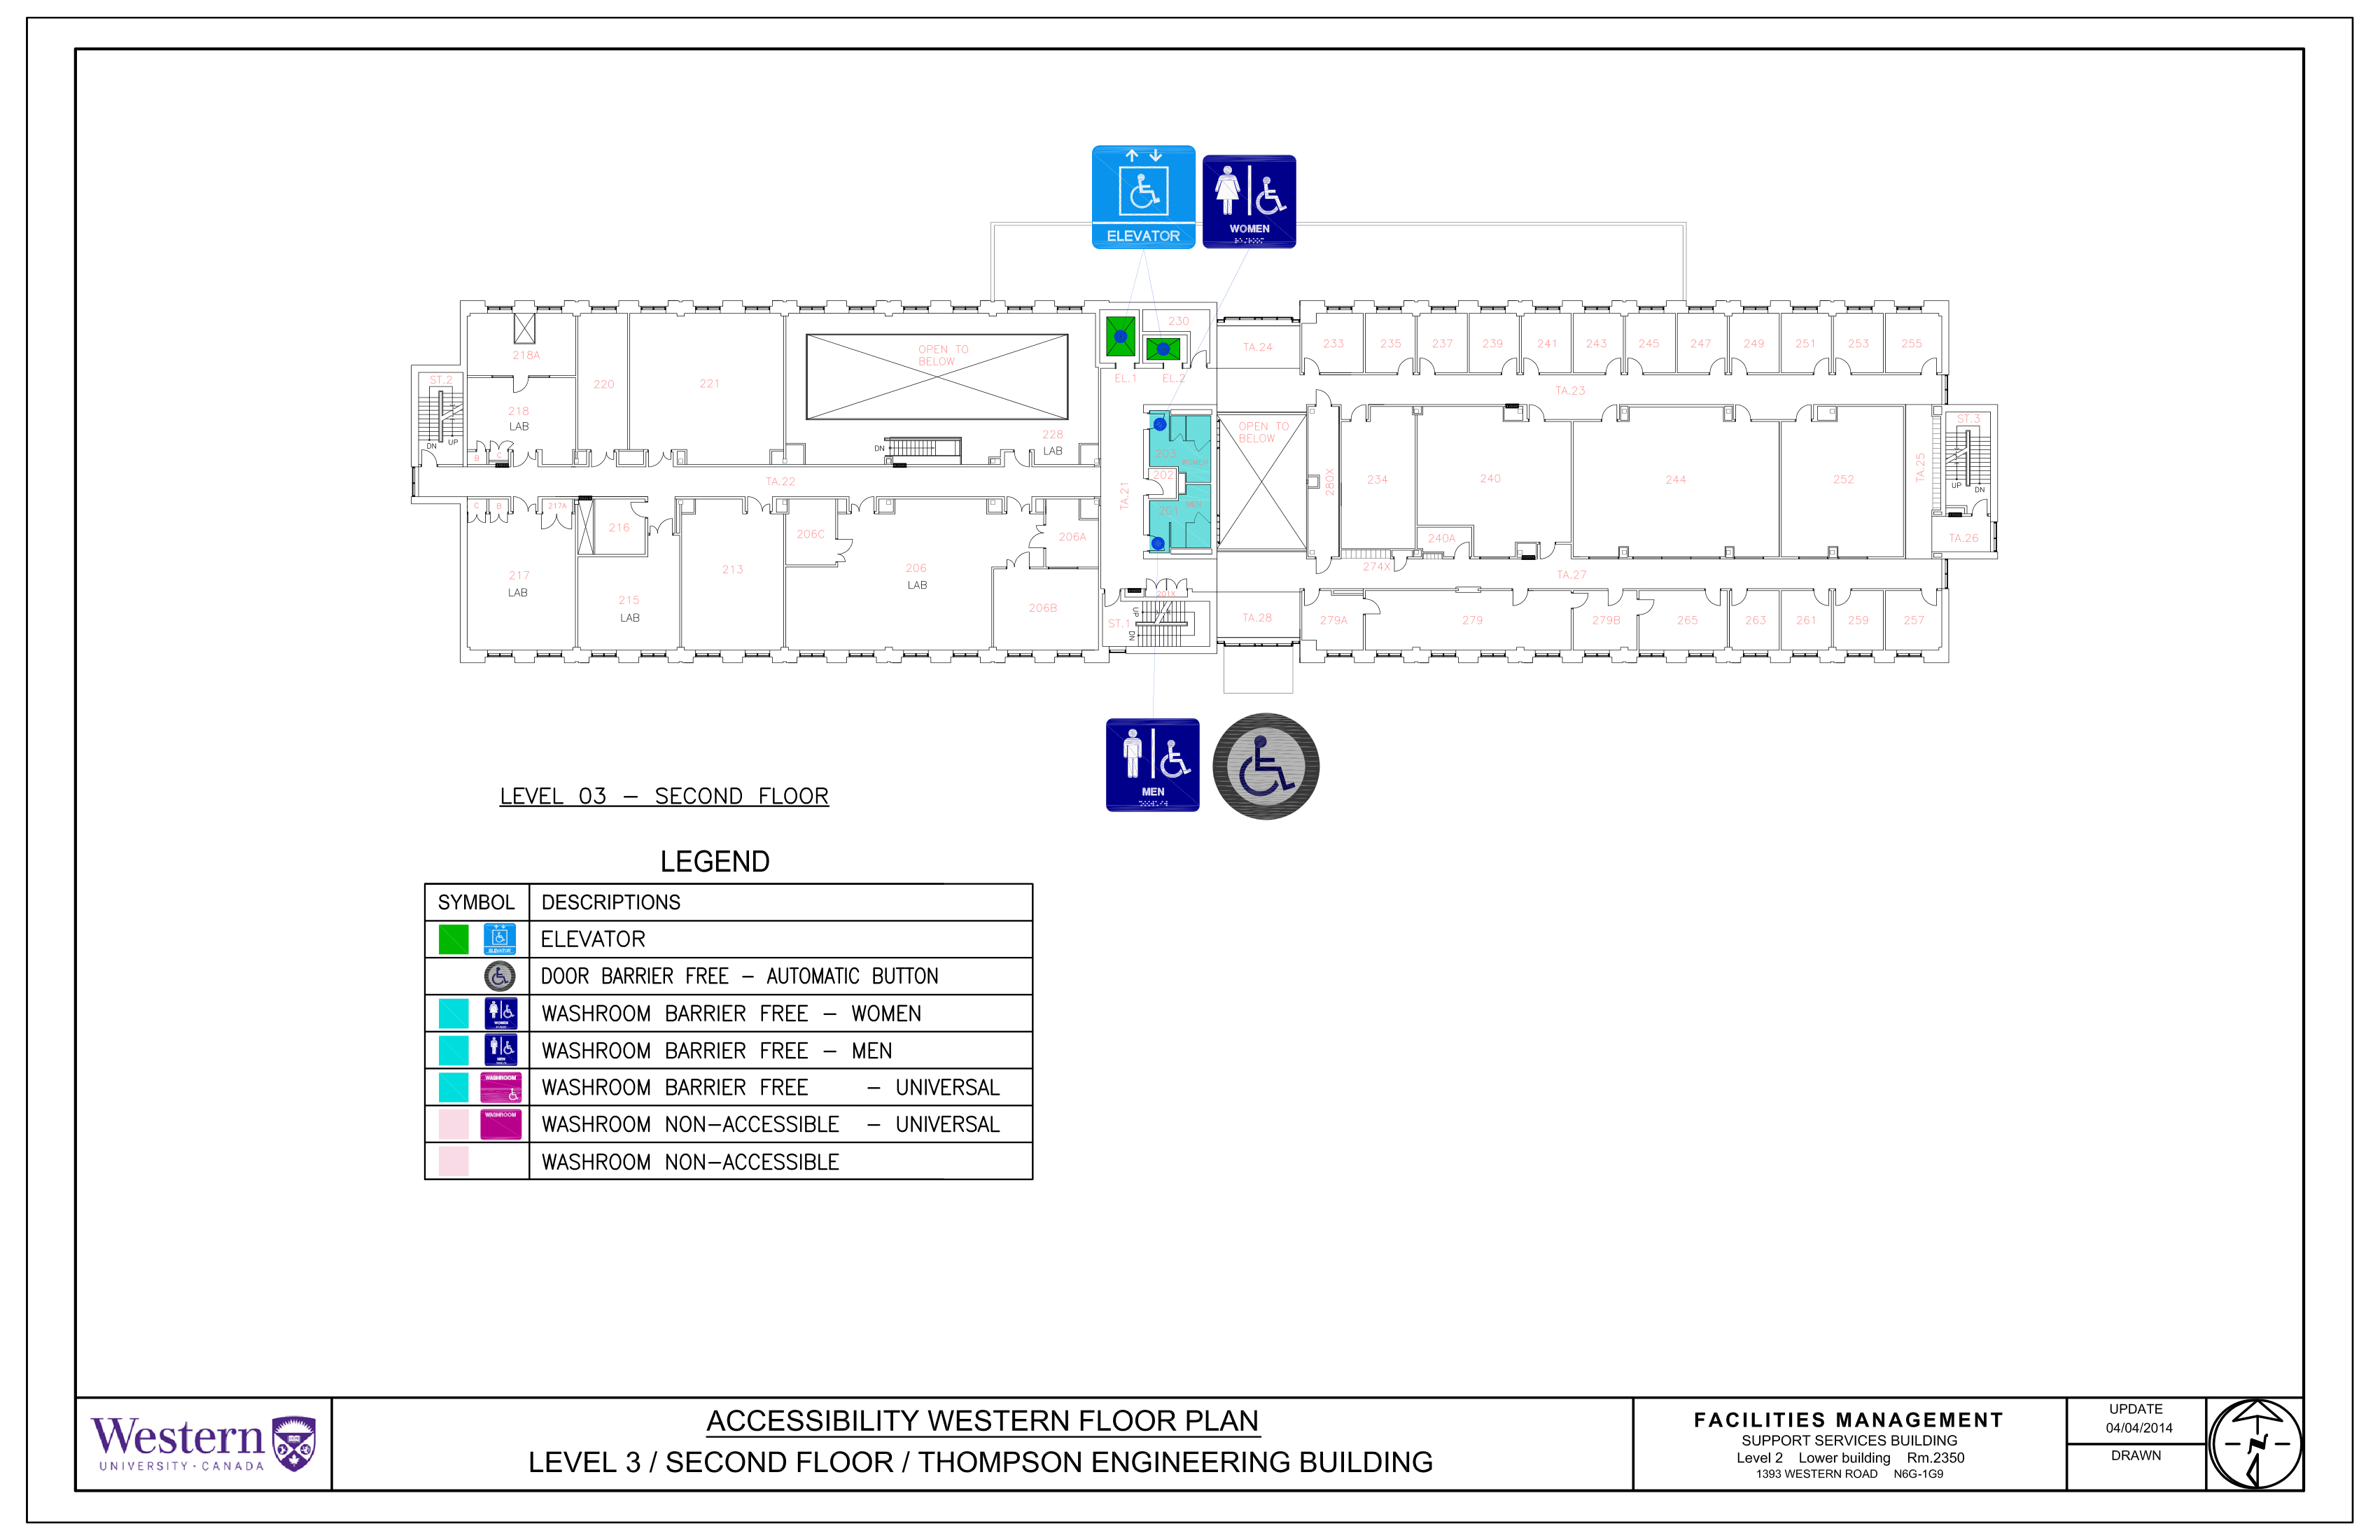 ELEVATOR
WOMEN
230
EL.1
EL.2
TA.24
218A
ST.2
220
221
OPEN TO
BELOW
218
LAB
DN
UP
B
C
228
LAB
DN
TA.22
TA.21
203
WOMEN
202
201
MEN
OPEN TO
BELOW
233
235
237
239
241
243
245
247
249
251
253
255
TA.23
280X
234
240
244
252
TA.25
ST.3
UP
DN
240A
TA.26
274X
TA.27
C
B
217A
216
206C
206A
217
LAB
215
LAB
213
206
LAB
206B
201X
ST.1
UP
DN
TA.28
279A
279
279B
265
263
261
259
257
MEN
LEVEL 03 – SECOND FLOOR
LEGEND
SYMBOL DESCRIPTIONS
ELEVATOR ELEVATOR
DOOR BARRIER FREE – AUTOMATIC BUTTON
WOMEN WASHROOM BARRIER FREE – WOMEN
MEN WASHROOM BARRIER FREE – MEN
WASHROOM WASHROOM BARRIER FREE – UNIVERSAL
WASHROOM WASHROOM NON–ACCESSIBLE – UNIVERSAL
WASHROOM NON–ACCESSIBLE
Western
UNIVERSITY · CANADA
ACCESSIBILITY WESTERN FLOOR PLAN
LEVEL 3 / SECOND FLOOR / THOMPSON ENGINEERING BUILDING
FACILITIES MANAGEMENT
SUPPORT SERVICES BUILDING
Level 2 Lower building Rm.2350
1393 WESTERN ROAD N6G-1G9
UPDATE
04/04/2014
DRAWN
N